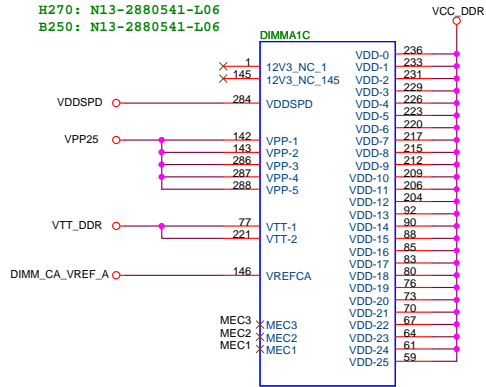 H270: N13-2880541-L06
B250: N13-2880541-L06
VCC_DDR
DIMMA1C
1 12V3_NC_1
145 12V3_NC_145
VDDSPD 284 VDDSPD
VPP25 142 VPP-1
143 VPP-2
286 VPP-3
287 VPP-4
288 VPP-5
VTT_DDR 77 VTT-1
221 VTT-2
DIMM_CA_VREF_A 146 VREFCA
MEC3 MEC3
MEC2 MEC2
MEC1 MEC1
VDD-0 236
VDD-1 233
VDD-2 231
VDD-3 229
VDD-4 226
VDD-5 223
VDD-6 220
VDD-7 217
VDD-8 215
VDD-9 212
VDD-10 209
VDD-11 206
VDD-12 204
VDD-13 92
VDD-14 90
VDD-15 88
VDD-16 85
VDD-17 83
VDD-18 80
VDD-19 76
VDD-20 73
VDD-21 70
VDD-22 67
VDD-23 64
VDD-24 61
VDD-25 59